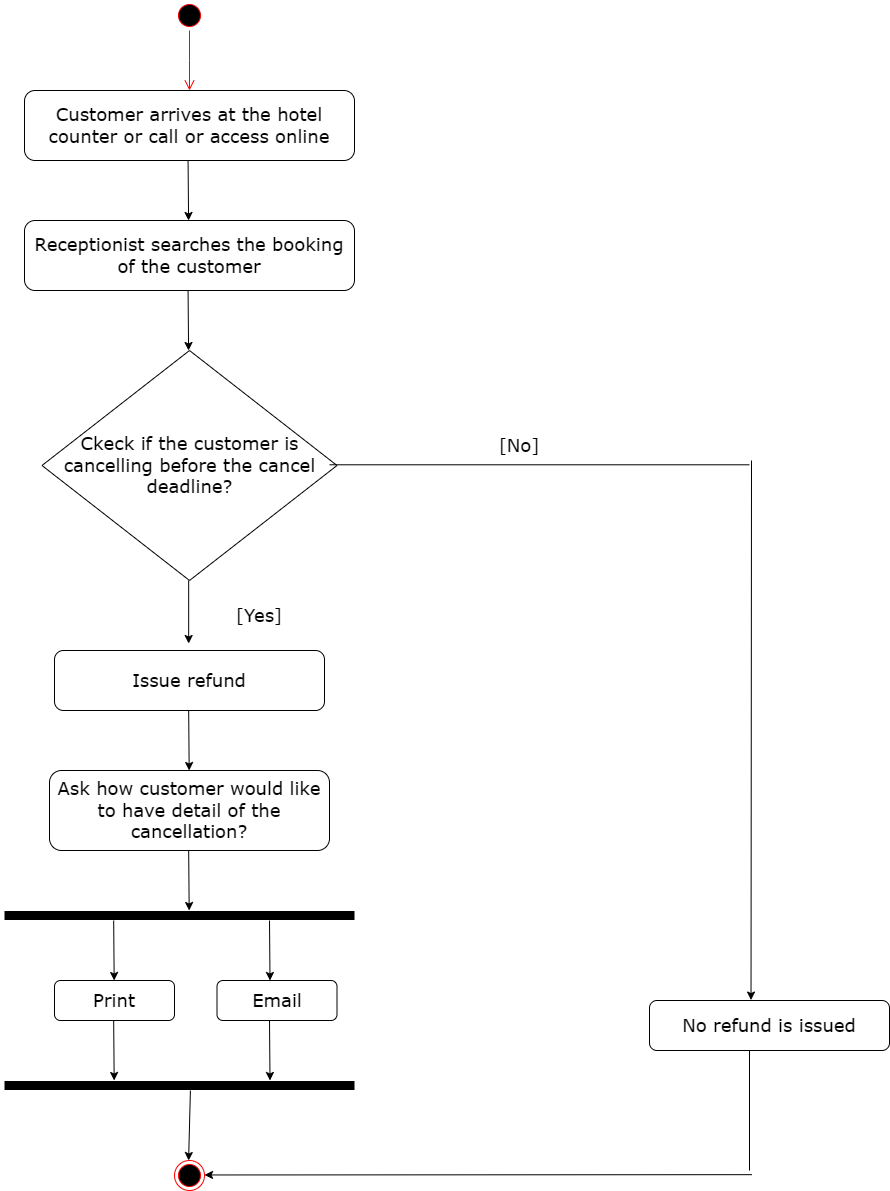 Customer arrives at the hotel
counter or call or access online
Receptionist searches the booking
of the customer
Ckeck if the customer is
cancelling before the cancel
deadline?
[No]
[Yes]
Issue refund
Ask how customer would like
to have detail of the
cancellation?
Print
Email
No refund is issued